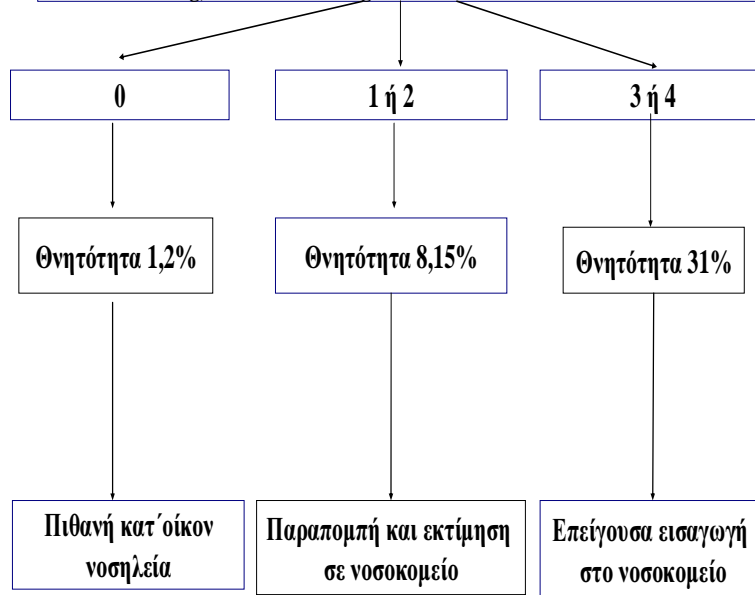 0
1 ή 2
3 ή 4
Θνητότητα 1,2%
Θνητότητα 8,15%
Θνητότητα 31%
Πιθανή κατ΄οίκον
νοσηλεία
Παραπομπή και εκτίμηση
σε νοσοκομείο
Επείγουσα εισαγωγή
στο νοσοκομείο